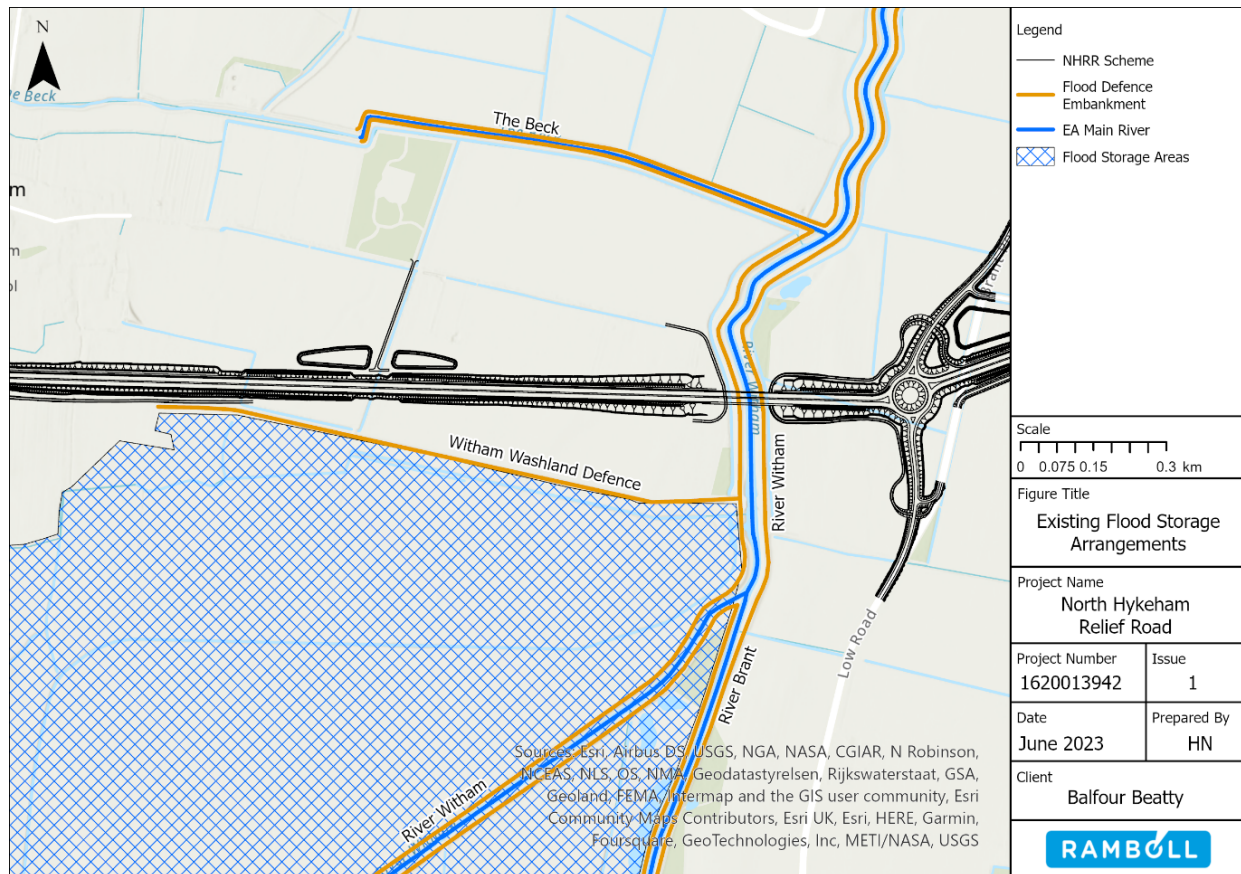 N
le Beck
The Beck
m
m
ol
River Witham
Brant
Witham Washland Defence
River Witham
Low Road
River Brant
River Witham
Sources: Esri, Airbus DS, USGS, NGA, NASA, CGIAR, N Robinson,
NCEAS, NLS, OS, NMA, Geodatastyrelsen, Rijkswaterstaat, GSA,
Geoland, FEMA, Intermap and the GIS user community, Esri
Community Maps Contributors, Esri UK, Esri, HERE, Garmin,
Foursquare, GeoTechnologies, Inc, METI/NASA, USGS
Legend
NHRR Scheme
Flood Defence
Embankment
EA Main River
Flood Storage Areas
Scale
0 0.075 0.15 0.3 km
Figure Title
Existing Flood Storage
Arrangements
Project Name
North Hykeham
Relief Road
Project Number
1620013942
Issue
1
Date
June 2023
Prepared By
HN
Client
Balfour Beatty
RAMBOLL